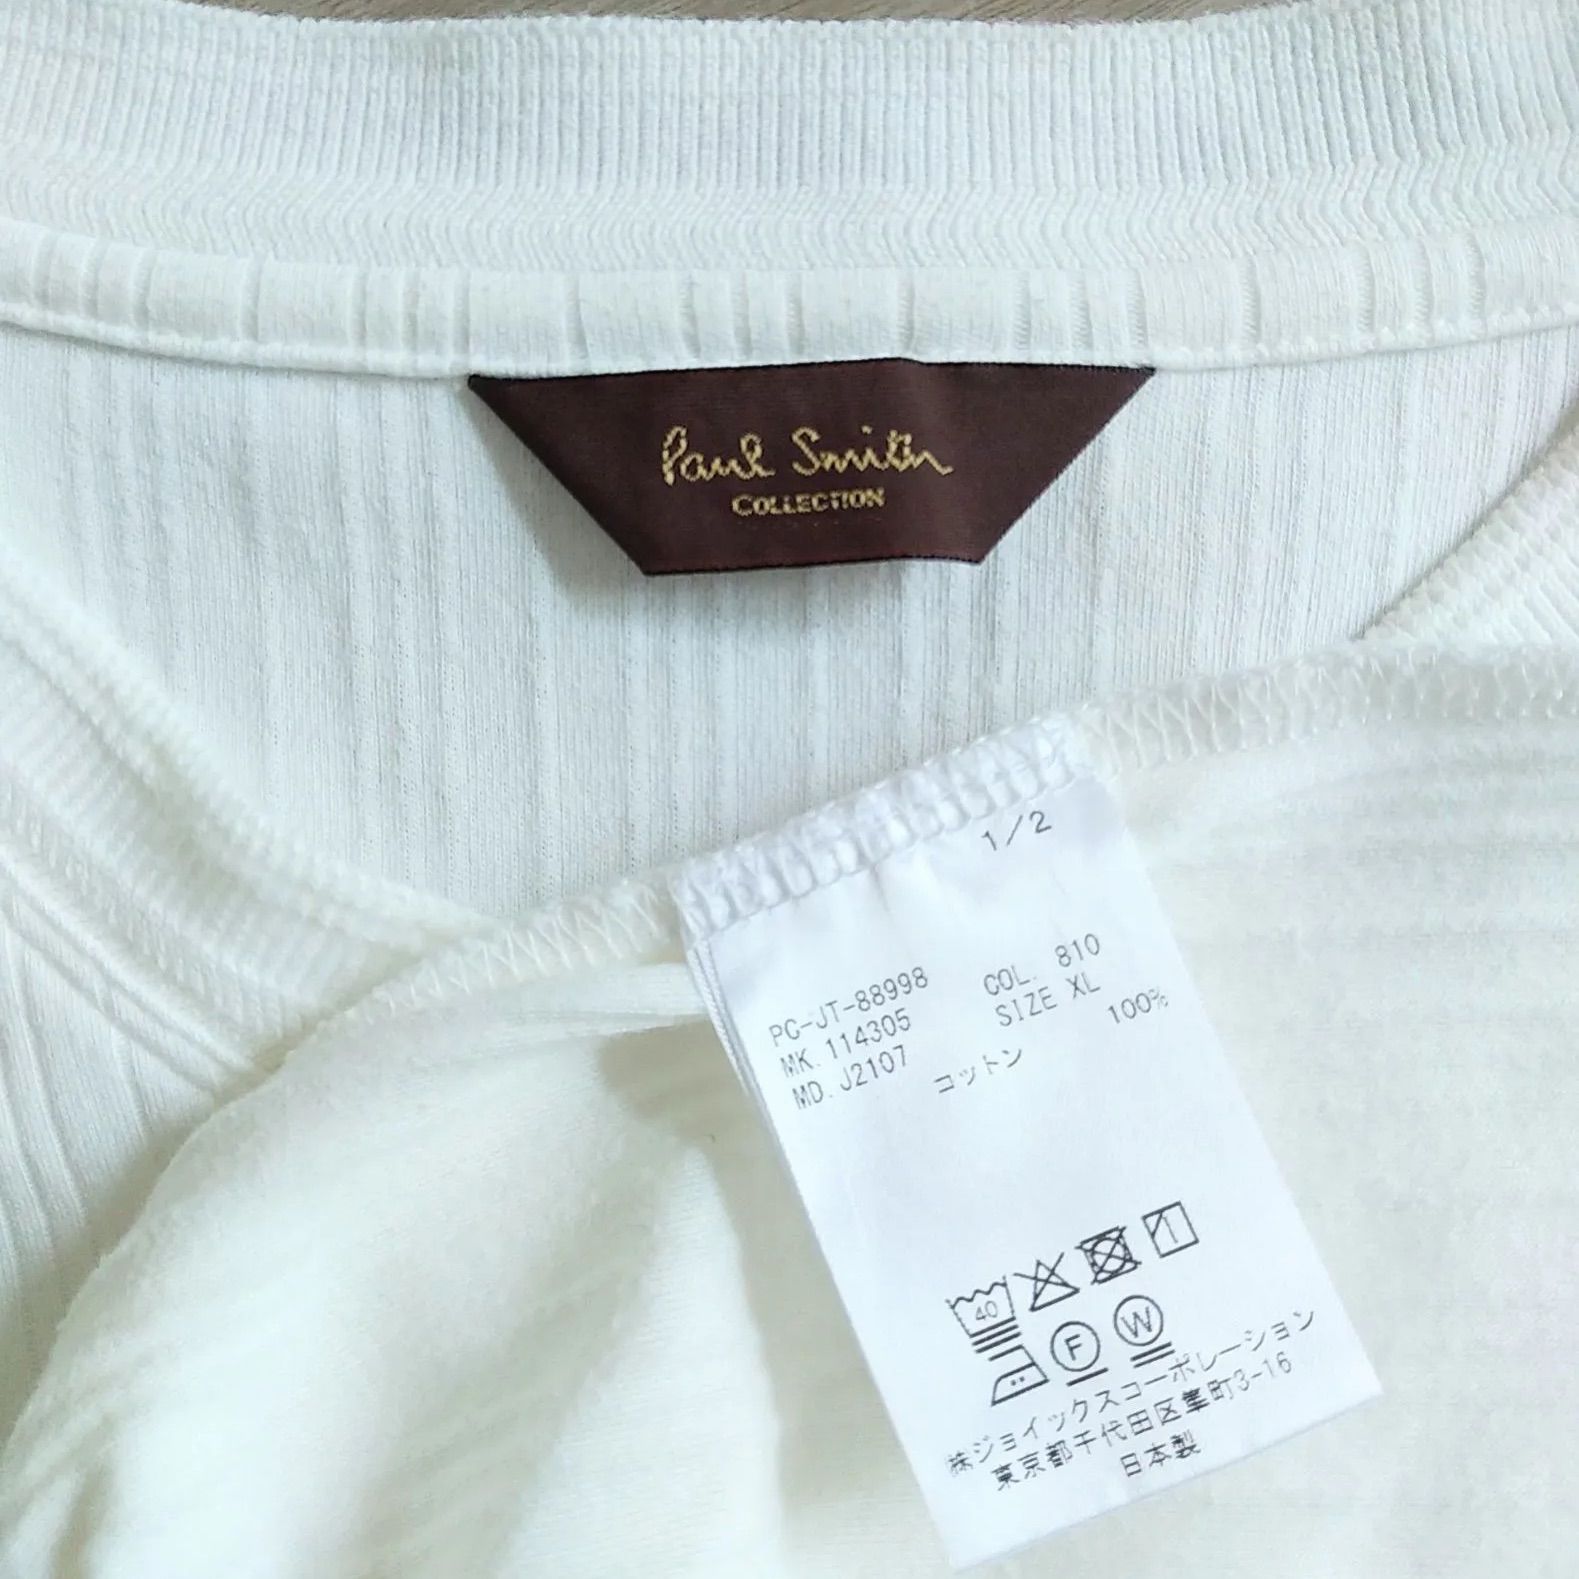 Paul Smith
COLLECTION
1/2
PC-JT-88998 COL. 810
MK. 114305 SIZE XL
MD. J2107
コットン 100%
40
F W
㈱ジョイックスコーポレーション
東京都千代田区隼町3-16
日本製